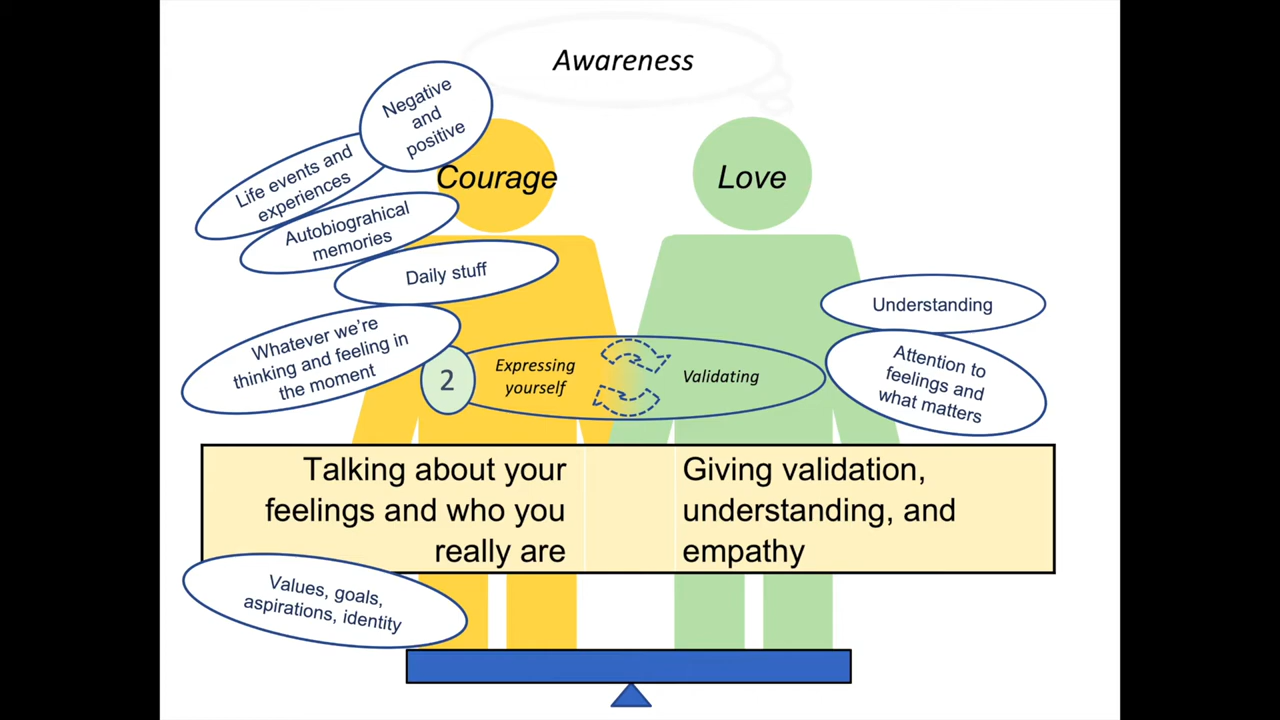 Awareness
Negative
and
positive
Courage
Love
Life events and
experiences
Autobiograhical
memories
Daily stuff
Understanding
Whatever we're
thinking and feeling in
the moment
2
Expressing
yourself
Validating
Attention to
feelings and
what matters
Talking about your
feelings and who you
really are
Giving validation,
understanding, and
empathy
Values, goals,
aspirations, identity